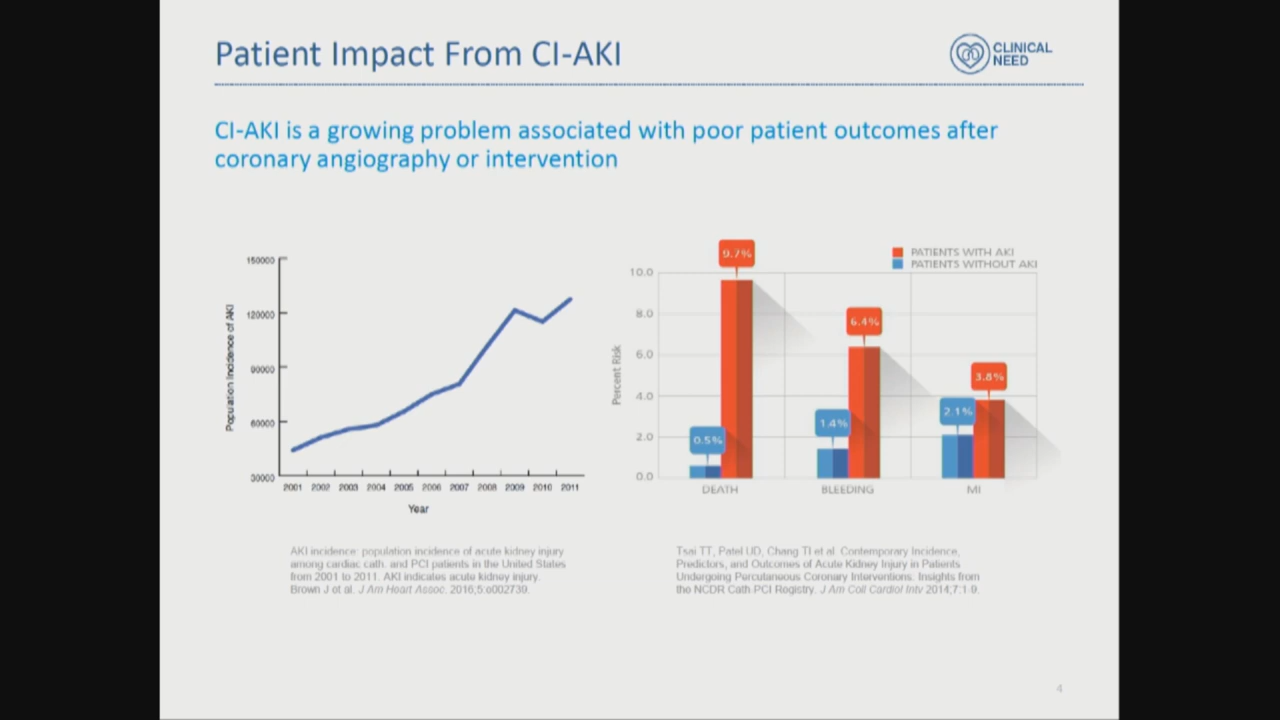 Patient Impact From CI-AKI
CLINICAL
NEED
CI-AKI is a growing problem associated with poor patient outcomes after
coronary angiography or intervention
150000
120000
90000
60000
30000
Population Incidence of AKI
2001 2002 2003 2004 2005 2006 2007 2008 2009 2010 2011
Year
PATIENTS WITH AKI
PATIENTS WITHOUT AKI
10.0
8.0
6.0
4.0
2.0
0.0
Percent Risk
0.5%
9.7%
1.4%
6.4%
2.1%
3.8%
DEATH
BLEEDING
MI
AKI incidence: population incidence of acute kidney injury
among cardiac cath. and PCI patients in the United States
from 2001 to 2011. AKI indicates acute kidney injury.
Brown J et al. J Am Heart Assoc. 2016;5:e002739.
Tsai TT, Patel UD, Chang TI et al. Contemporary Incidence,
Predictors, and Outcomes of Acute Kidney Injury in Patients
Undergoing Percutaneous Coronary Interventions. Insights from
the NCDR Cath PCI Registry. J Am Coll Cardiol Intv 2014;7:1-9.
4